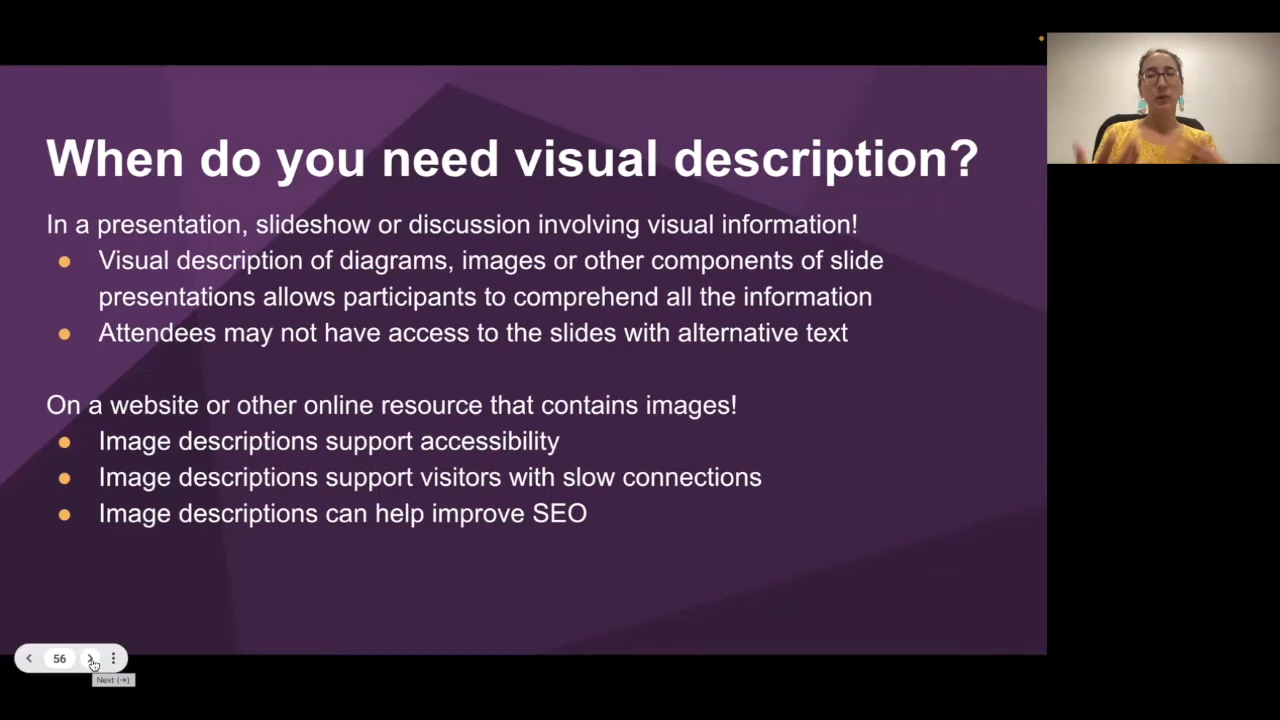 When do you need visual description?
In a presentation, slideshow or discussion involving visual information!
● Visual description of diagrams, images or other components of slide
presentations allows participants to comprehend all the information
● Attendees may not have access to the slides with alternative text
On a website or other online resource that contains images!
● Image descriptions support accessibility
● Image descriptions support visitors with slow connections
● Image descriptions can help improve SEO
56
Next (→)